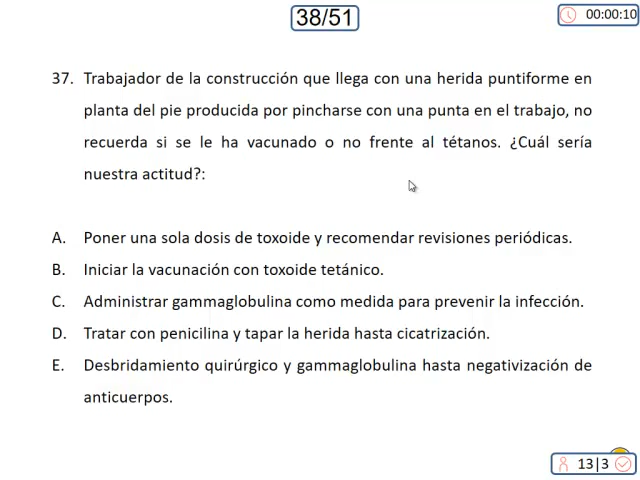 38/51
00:00:10
37. Trabajador de la construcción que llega con una herida puntiforme en
planta del pie producida por pincharse con una punta en el trabajo, no
recuerda si se le ha vacunado o no frente al tétanos. ¿Cuál sería
nuestra actitud?:
A. Poner una sola dosis de toxoide y recomendar revisiones periódicas.
B. Iniciar la vacunación con toxoide tetánico.
C. Administrar gammaglobulina como medida para prevenir la infección.
D. Tratar con penicilina y tapar la herida hasta cicatrización.
E. Desbridamiento quirúrgico y gammaglobulina hasta negativización de
anticuerpos.
13|3